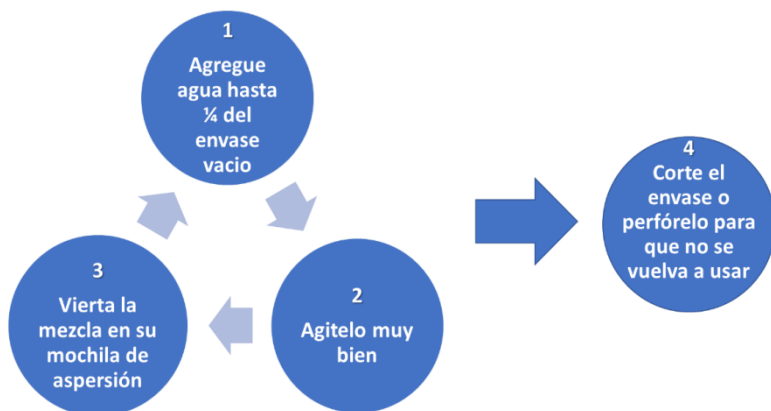 1
Agregue
agua hasta
¼ del
envase
vacio
2
Agitelo muy
bien
3
Vierta la
mezcla en su
mochila de
aspersión
4
Corte el
envase o
perfórelo para
que no se
vuelva a usar